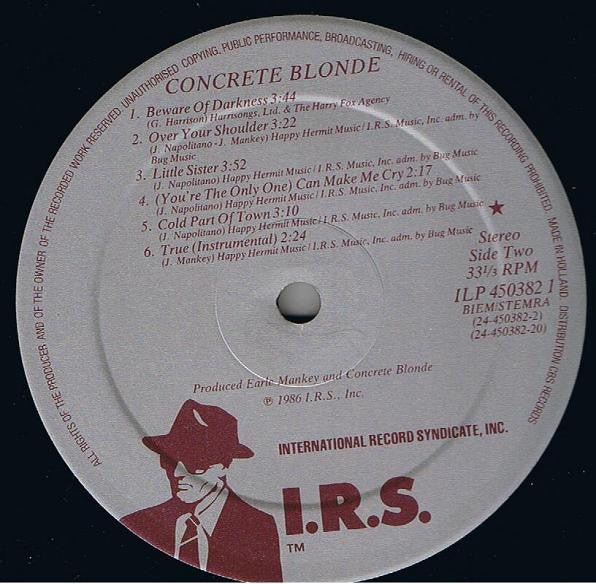 ALL RIGHTS OF THE PRODUCER AND OF THE OWNER OF THE RECORDED WORK RESERVED. UNAUTHORISED COPYING, PUBLIC PERFORMANCE, BROADCASTING, HIRING OR RENTAL OF THIS RECORDING PROHIBITED. MADE IN HOLLAND. DISTRIBUTION CBS RECORDS
CONCRETE BLONDE
1. Beware Of Darkness 3:44
(G. Harrison) Harrisongs, Ltd. & The Harry Fox Agency
2. Over Your Shoulder 3:22
(J. Napolitano - J. Mankey) Happy Hermit Music / I.R.S. Music, Inc. adm. by
Bug Music
3. Little Sister 3:52
(J. Napolitano) Happy Hermit Music / I.R.S. Music, Inc. adm. by Bug Music
4. (You're The Only One) Can Make Me Cry 2:17
(J. Napolitano) Happy Hermit Music / I.R.S. Music, Inc. adm. by Bug Music
5. Cold Part Of Town 3:10
(J. Napolitano) Happy Hermit Music / I.R.S. Music, Inc. adm. by Bug Music
6. True (Instrumental) 2:24
(J. Mankey) Happy Hermit Music / I.R.S. Music, Inc. adm. by Bug Music
Stereo
Side Two
33⅓ RPM
ILP 450382 1
BIEM/STEMRA
(24-450382-2)
(24-450382-20)
Produced Earle Mankey and Concrete Blonde
℗ 1986 I.R.S., Inc.
INTERNATIONAL RECORD SYNDICATE, INC.
I.R.S.
TM